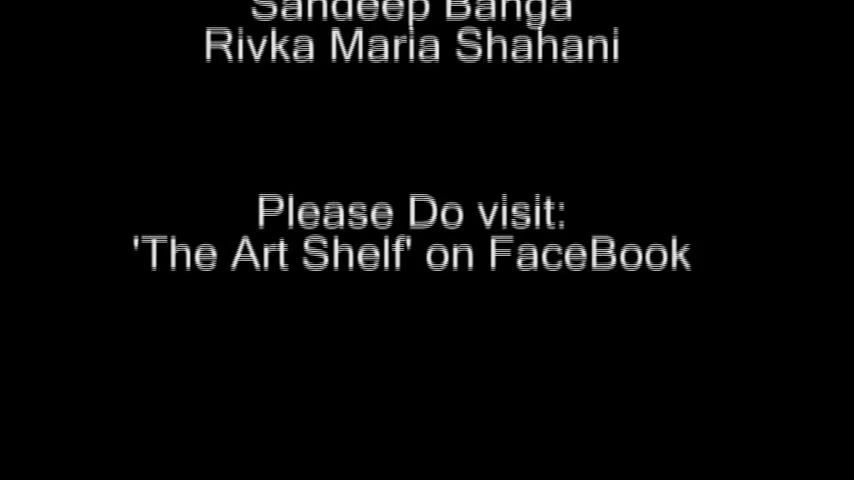 Sandeep Banga
Rivka Maria Shahani
Please Do visit:
'The Art Shelf' on FaceBook